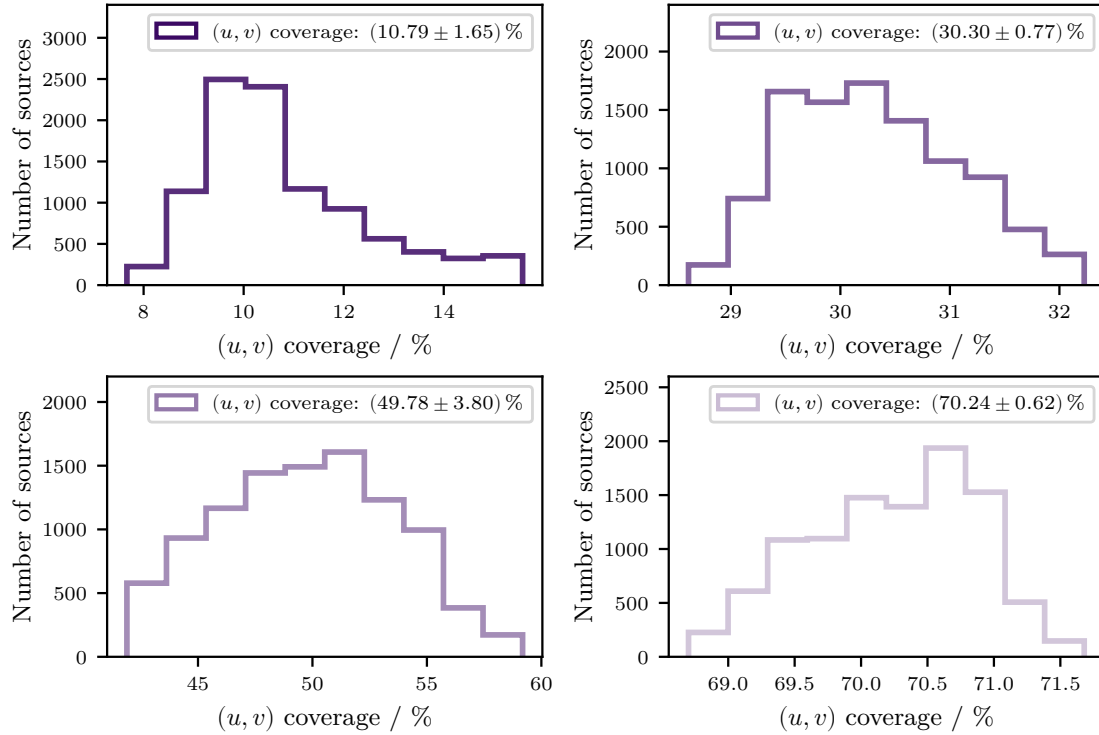 (u, v) coverage: (10.79 ± 1.65) %
Number of sources
3000
2500
2000
1500
1000
500
0
8 10 12 14
(u, v) coverage / %
(u, v) coverage: (30.30 ± 0.77) %
Number of sources
2000
1500
1000
500
0
29 30 31 32
(u, v) coverage / %
(u, v) coverage: (49.78 ± 3.80) %
Number of sources
2000
1500
1000
500
0
45 50 55 60
(u, v) coverage / %
(u, v) coverage: (70.24 ± 0.62) %
Number of sources
2500
2000
1500
1000
500
0
69.0 69.5 70.0 70.5 71.0 71.5
(u, v) coverage / %